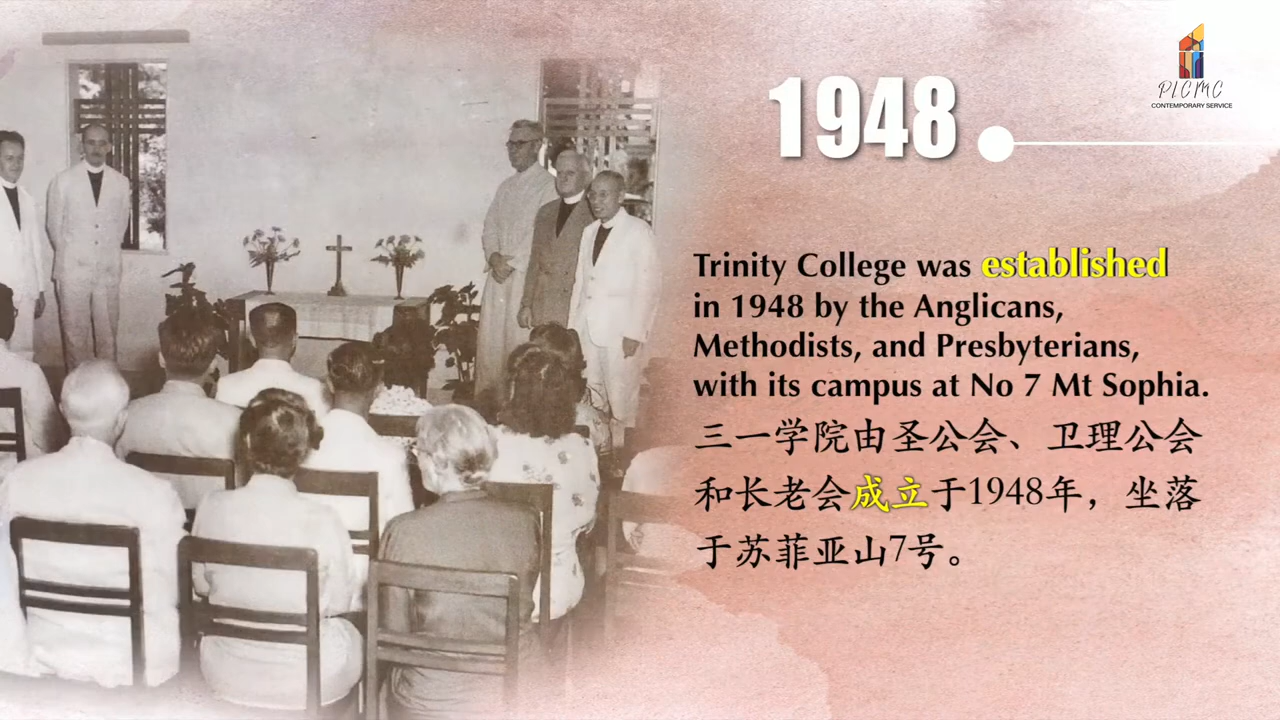 PLCMC
CONTEMPORARY SERVICE
1948
Trinity College was established
in 1948 by the Anglicans,
Methodists, and Presbyterians,
with its campus at No 7 Mt Sophia.
三一学院由圣公会、卫理公会
和长老会成立于1948年，坐落
于苏菲亚山7号。